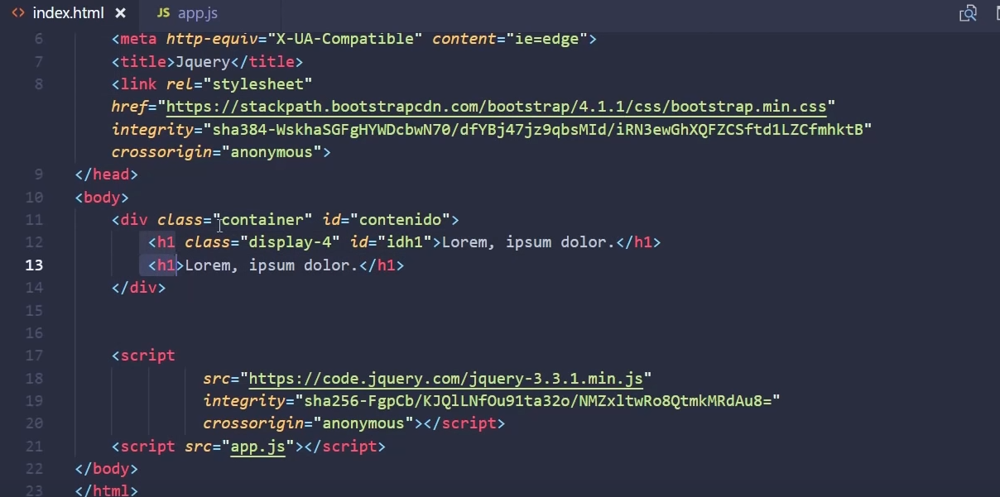 <> index.html × JS app.js
6 <meta http-equiv="X-UA-Compatible" content="ie=edge">
7 <title>Jquery</title>
8 <link rel="stylesheet"
href="https://stackpath.bootstrapcdn.com/bootstrap/4.1.1/css/bootstrap.min.css"
integrity="sha384-WskhaSGFgHYWDcbwN70/dfYBj47jz9qbsMId/iRN3ewGhXQFZCSftd1LZCfmhktB"
crossorigin="anonymous">
9 </head>
10 <body>
11 <div class="container" id="contenido">
12 <h1 class="display-4" id="idh1">Lorem, ipsum dolor.</h1>
13 <h1>Lorem, ipsum dolor.</h1>
14 </div>
15
16
17 <script
18 src="https://code.jquery.com/jquery-3.3.1.min.js"
19 integrity="sha256-FgpCb/KJQlLNfOu91ta32o/NMZxltwRo8QtmkMRdAu8="
20 crossorigin="anonymous"></script>
21 <script src="app.js"></script>
22 </body>
23 </html>